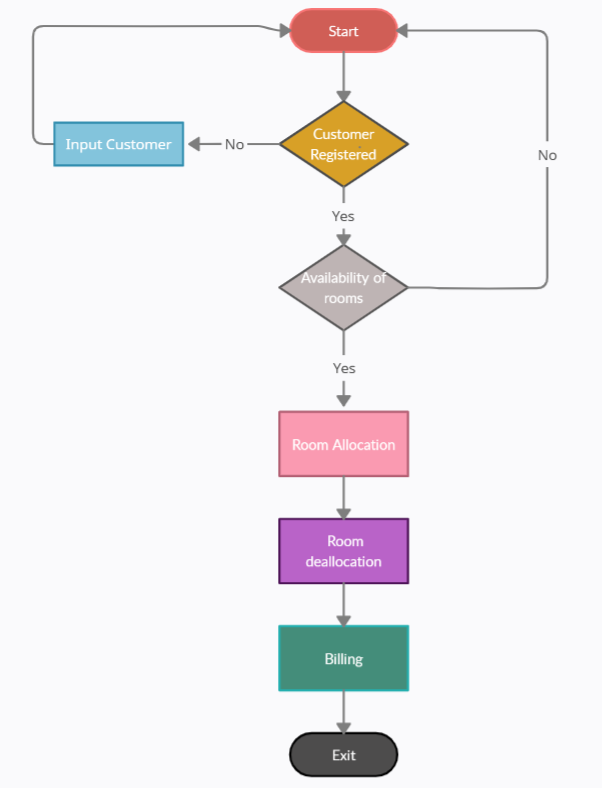 Start
Customer
Registered
Input Customer
No
No
Yes
Availability of
rooms
Yes
Room Allocation
Room
deallocation
Billing
Exit